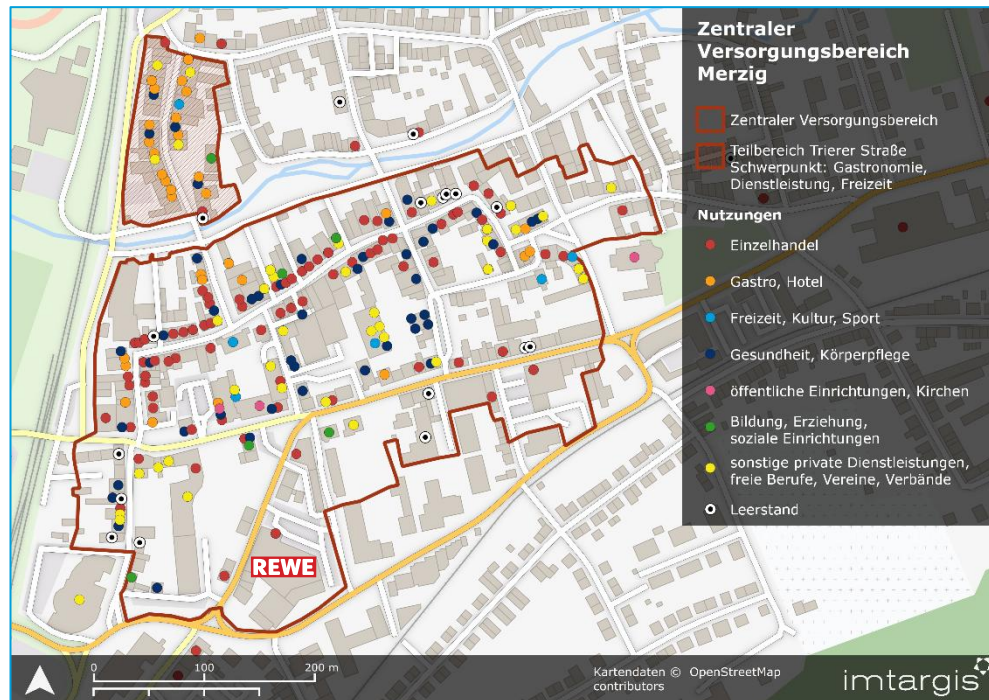 Zentraler
Versorgungsbereich
Merzig
Zentraler Versorgungsbereich
Teilbereich Trierer Straße
Schwerpunkt: Gastronomie,
Dienstleistung, Freizeit
Nutzungen
Einzelhandel
Gastro, Hotel
Freizeit, Kultur, Sport
Gesundheit, Körperpflege
öffentliche Einrichtungen, Kirchen
Bildung, Erziehung,
soziale Einrichtungen
sonstige private Dienstleistungen,
freie Berufe, Vereine, Verbände
Leerstand
REWE
0 100 200 m
Kartendaten © OpenStreetMap
contributors
imtargis